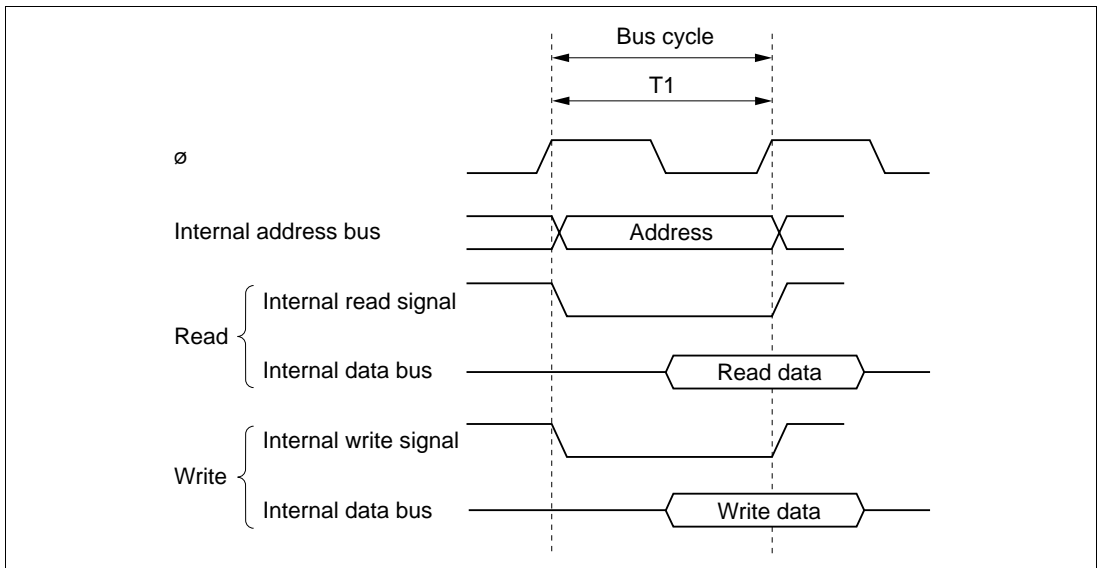 Bus cycle
T1
ø
Internal address bus
Address
Read
Internal read signal
Internal data bus
Read data
Write
Internal write signal
Internal data bus
Write data